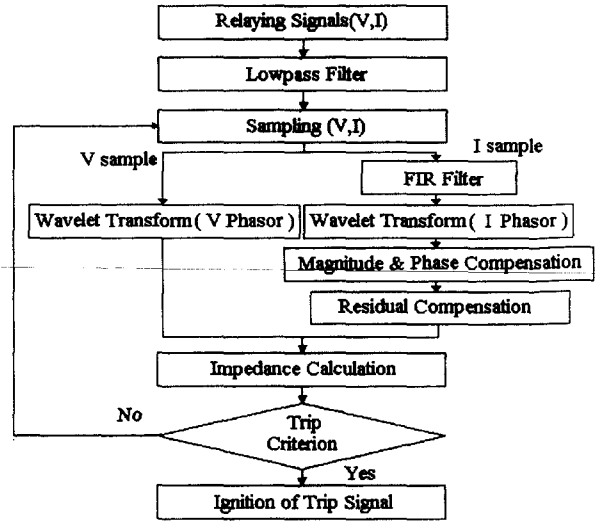 Relaying Signals(V,I)
Lowpass Filter
Sampling (V,I)
V sample
I sample
FIR Filter
Wavelet Transform ( V Phasor )
Wavelet Transform ( I Phasor )
Magnitude & Phase Compensation
Residual Compensation
Impedance Calculation
No
Trip
Criterion
Yes
Ignition of Trip Signal